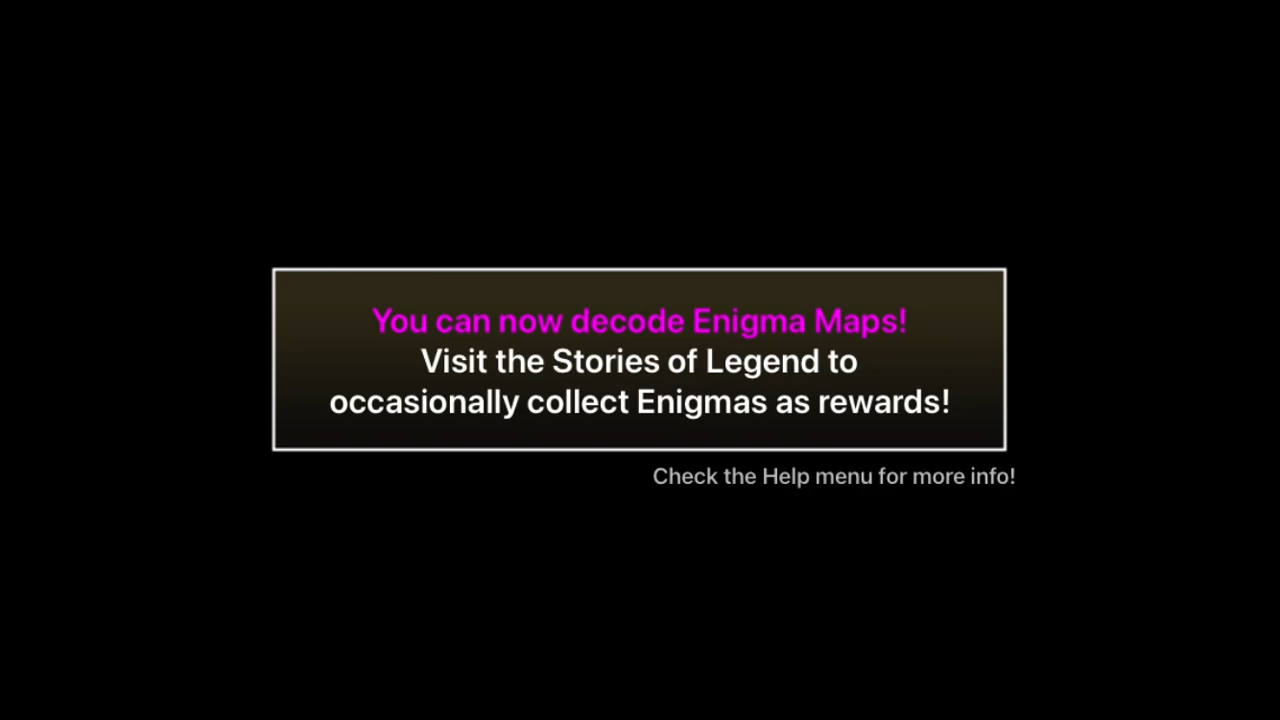 You can now decode Enigma Maps!
Visit the Stories of Legend to
occasionally collect Enigmas as rewards!
Check the Help menu for more info!